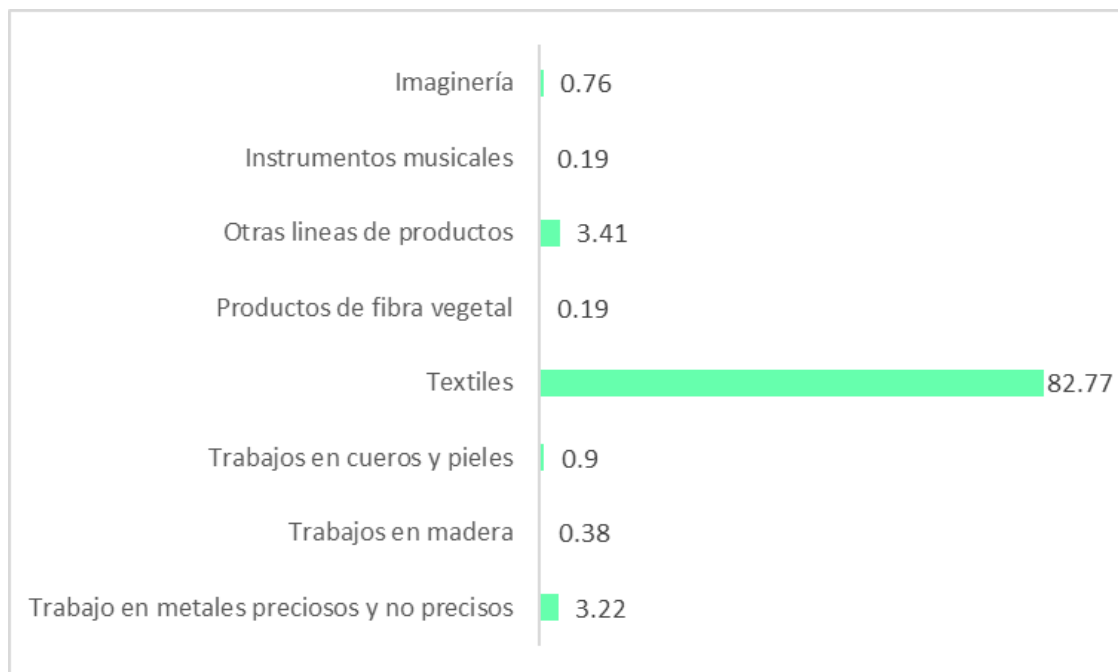 Imaginería 0.76
Instrumentos musicales 0.19
Otras lineas de productos 3.41
Productos de fibra vegetal 0.19
Textiles 82.77
Trabajos en cueros y pieles 0.9
Trabajos en madera 0.38
Trabajo en metales preciosos y no precisos 3.22